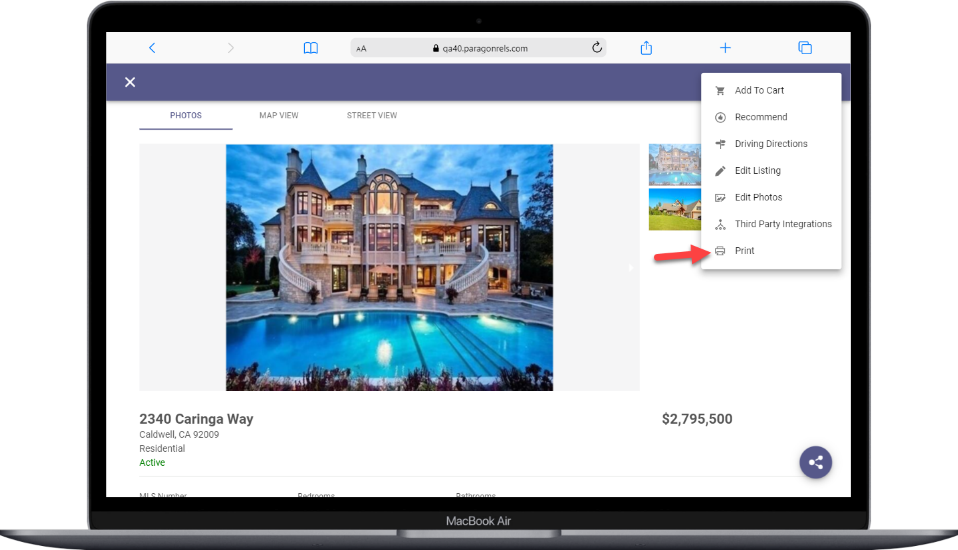 AA
qa40.paragonrels.com
PHOTOS
MAP VIEW
STREET VIEW
Add To Cart
Recommend
Driving Directions
Edit Listing
Edit Photos
Third Party Integrations
Print
2340 Caringa Way
$2,795,500
Caldwell, CA 92009
Residential
Active
MLS Number
Bedrooms
Bathrooms
MacBook Air